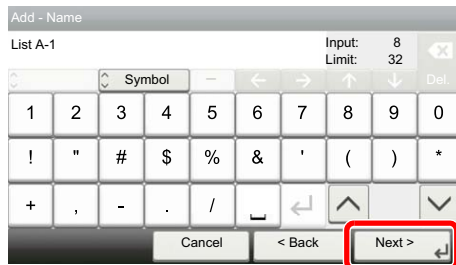 Add - Name
List A-1 Input: 8
Limit: 32
Symbol - Del.
1 2 3 4 5 6 7 8 9 0
! " # $ % & ' ( ) *
+ , - . /
Cancel < Back Next >